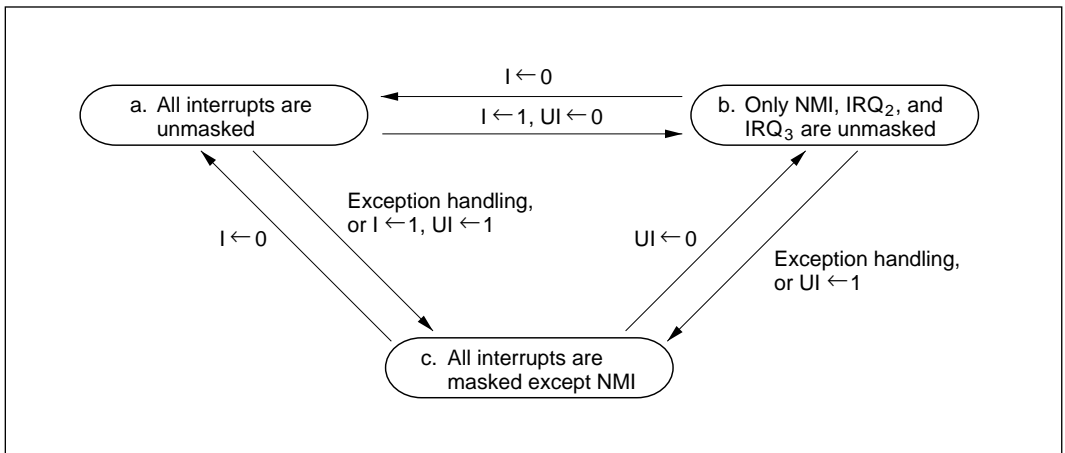 I ← 0
a. All interrupts are
unmasked
I ← 1, UI ← 0
b. Only NMI, IRQ₂, and
IRQ₃ are unmasked
Exception handling,
or I ← 1, UI ← 1
I ← 0
UI ← 0
Exception handling,
or UI ← 1
c. All interrupts are
masked except NMI